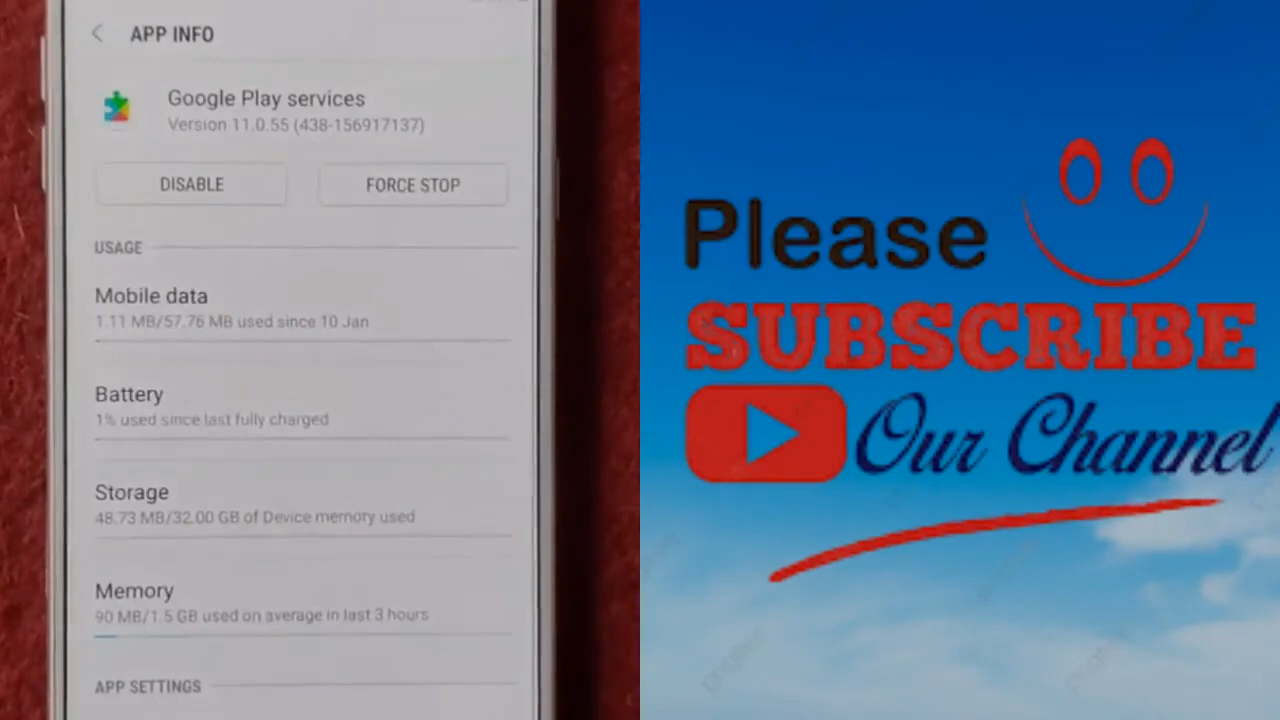 APP INFO
Google Play services
Version 11.0.55 (438-156917137)
DISABLE
FORCE STOP
USAGE
Mobile data
1.11 MB/57.76 MB used since 10 Jan
Battery
1% used since last fully charged
Storage
48.73 MB/32.00 GB of Device memory used
Memory
90 MB/1.5 GB used on average in last 3 hours
APP SETTINGS
Please
SUBSCRIBE
Our Channel